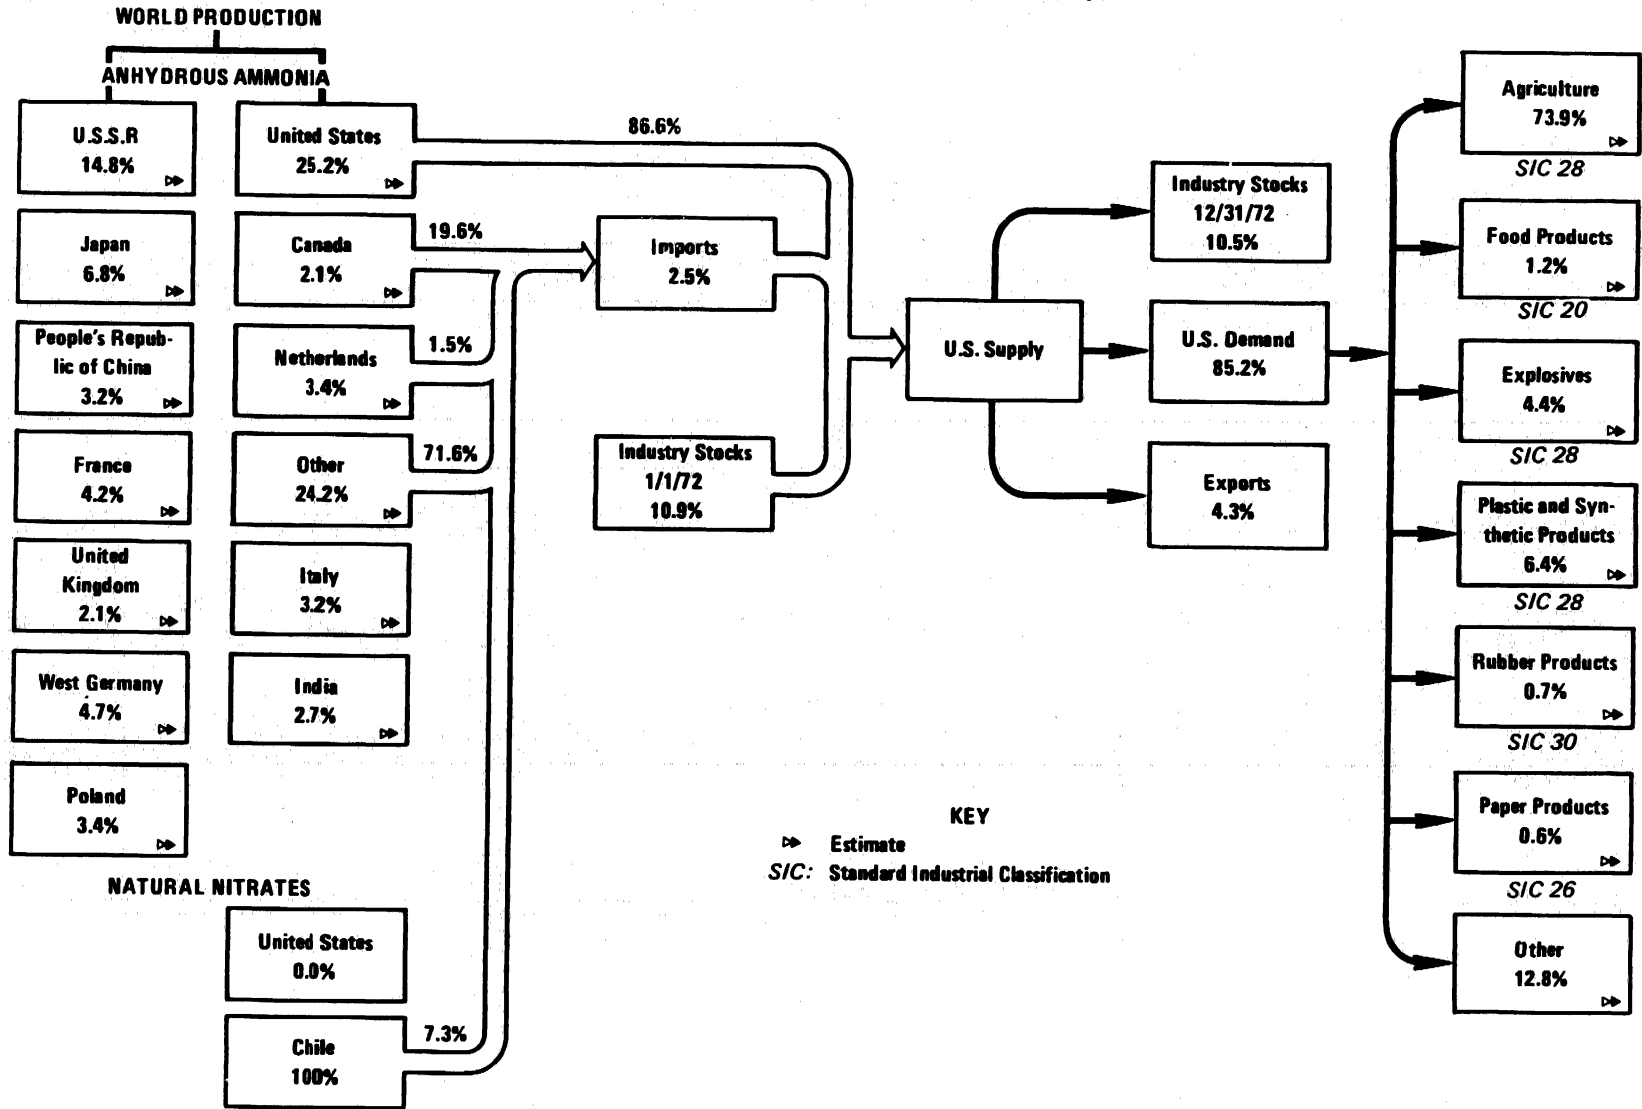 WORLD PRODUCTION
ANHYDROUS AMMONIA
U.S.S.R
14.8%
Japan
6.8%
People's Repub-
lic of China
3.2%
France
4.2%
United
Kingdom
2.1%
West Germany
4.7%
Poland
3.4%
United States
25.2%
86.6%
Canada
2.1%
19.6%
Netherlands
3.4%
1.5%
Other
24.2%
71.6%
Italy
3.2%
India
2.7%
NATURAL NITRATES
United States
0.0%
Chile
100%
7.3%
Imports
2.5%
Industry Stocks
1/1/72
10.9%
U.S. Supply
Industry Stocks
12/31/72
10.5%
U.S. Demand
85.2%
Exports
4.3%
Agriculture
73.9%
SIC 28
Food Products
1.2%
SIC 20
Explosives
4.4%
SIC 28
Plastic and Syn-
thetic Products
6.4%
SIC 28
Rubber Products
0.7%
SIC 30
Paper Products
0.6%
SIC 26
Other
12.8%
KEY
Estimate
SIC: Standard Industrial Classification